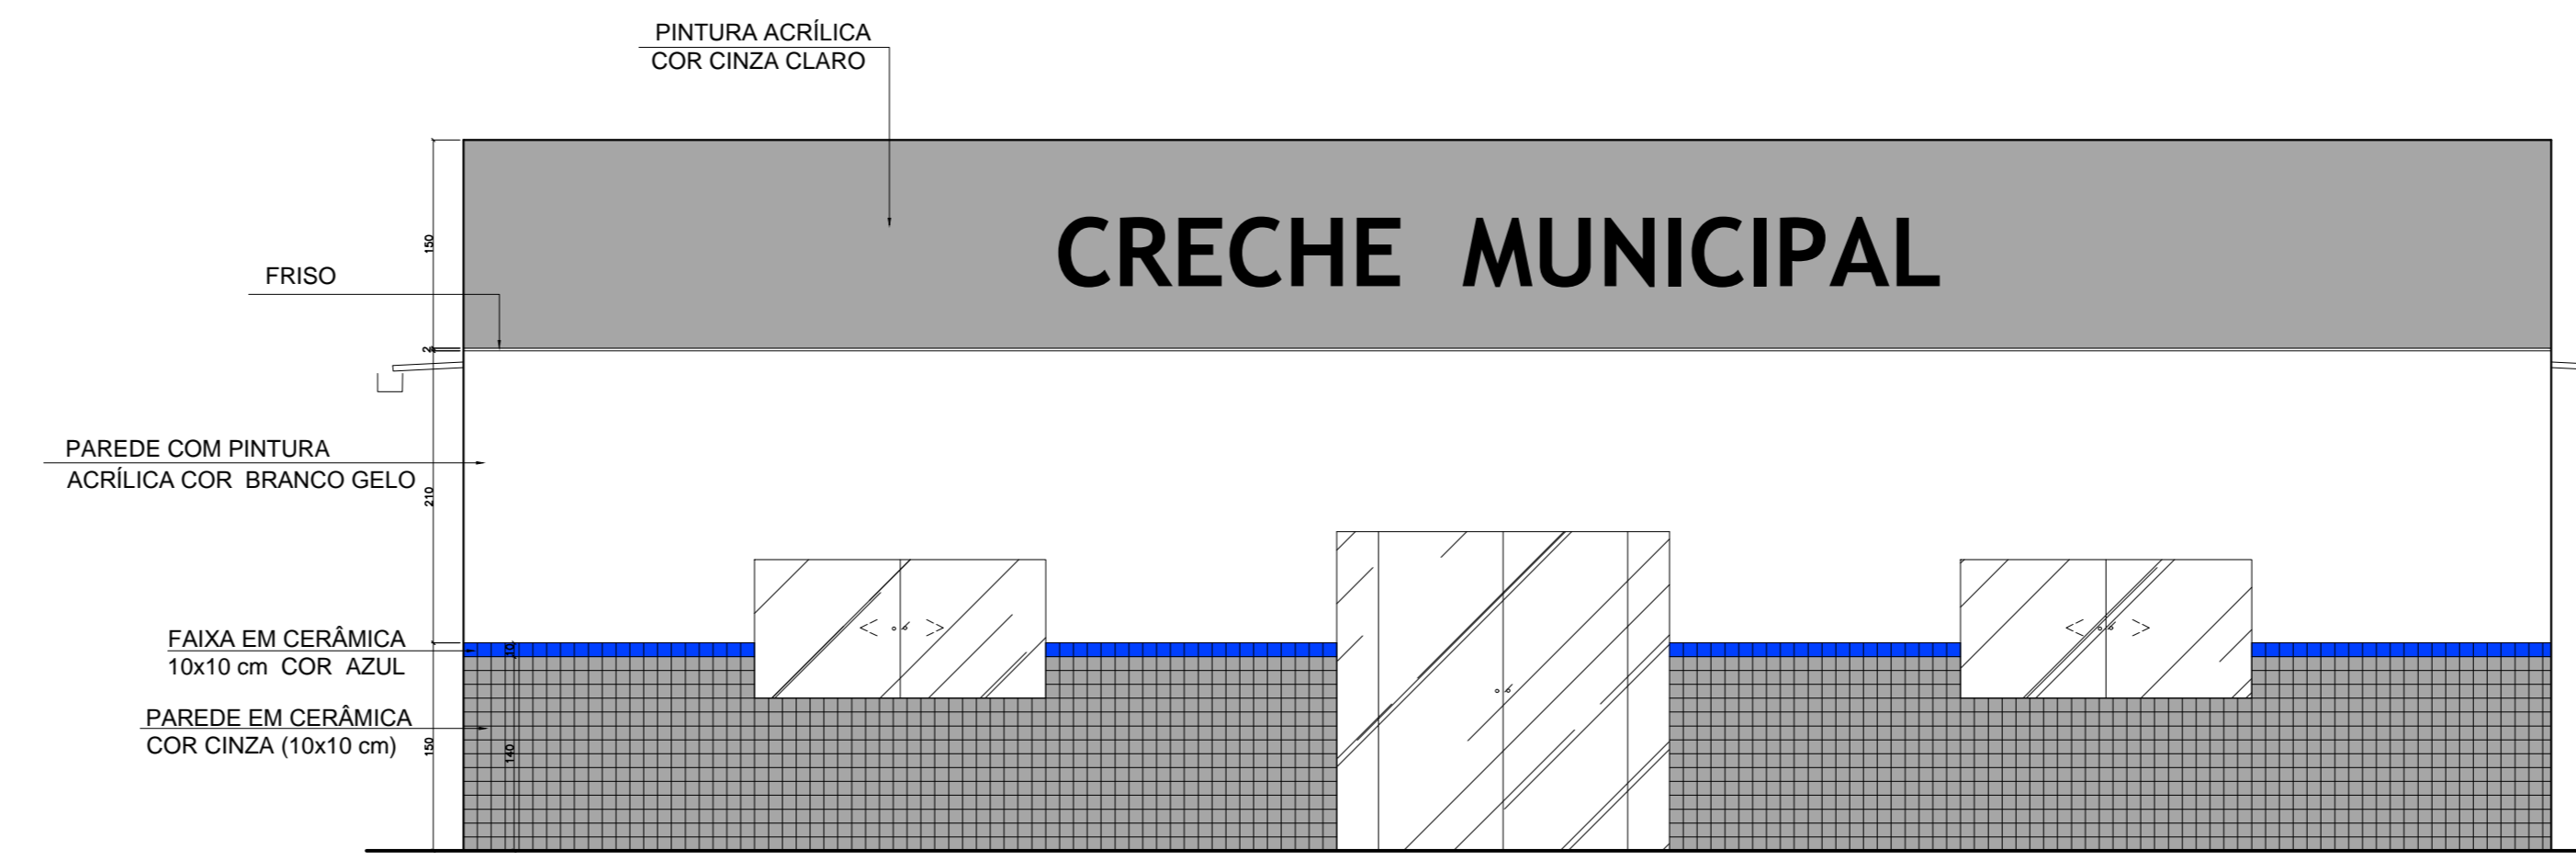 PINTURA ACRÍLICA
COR CINZA CLARO
CRECHE MUNICIPAL
150
FRISO
2
PAREDE COM PINTURA
ACRÍLICA COR BRANCO GELO
210
FAIXA EM CERÂMICA
10x10 cm COR AZUL
10
PAREDE EM CERÂMICA
COR CINZA (10x10 cm)
150
140